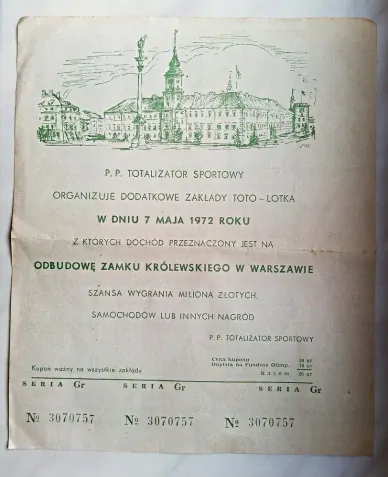 P. P. TOTALIZATOR SPORTOWY
ORGANIZUJE DODATKOWE ZAKŁADY TOTO – LOTKA
W DNIU 7 MAJA 1972 ROKU
Z KTÓRYCH DOCHÓD PRZEZNACZONY JEST NA
ODBUDOWĘ ZAMKU KRÓLEWSKIEGO W WARSZAWIE
SZANSA WYGRANIA MILIONA ZŁOTYCH,
SAMOCHODÓW LUB INNYCH NAGRÓD
P. P. TOTALIZATOR SPORTOWY
Cena kuponu
Dopłata na Fundusz Olimp.
Razem
Kupon ważny na wszystkie zakłady
SERIA Gr SERIA Gr SERIA Gr
№ 3070757 № 3070757 № 3070757